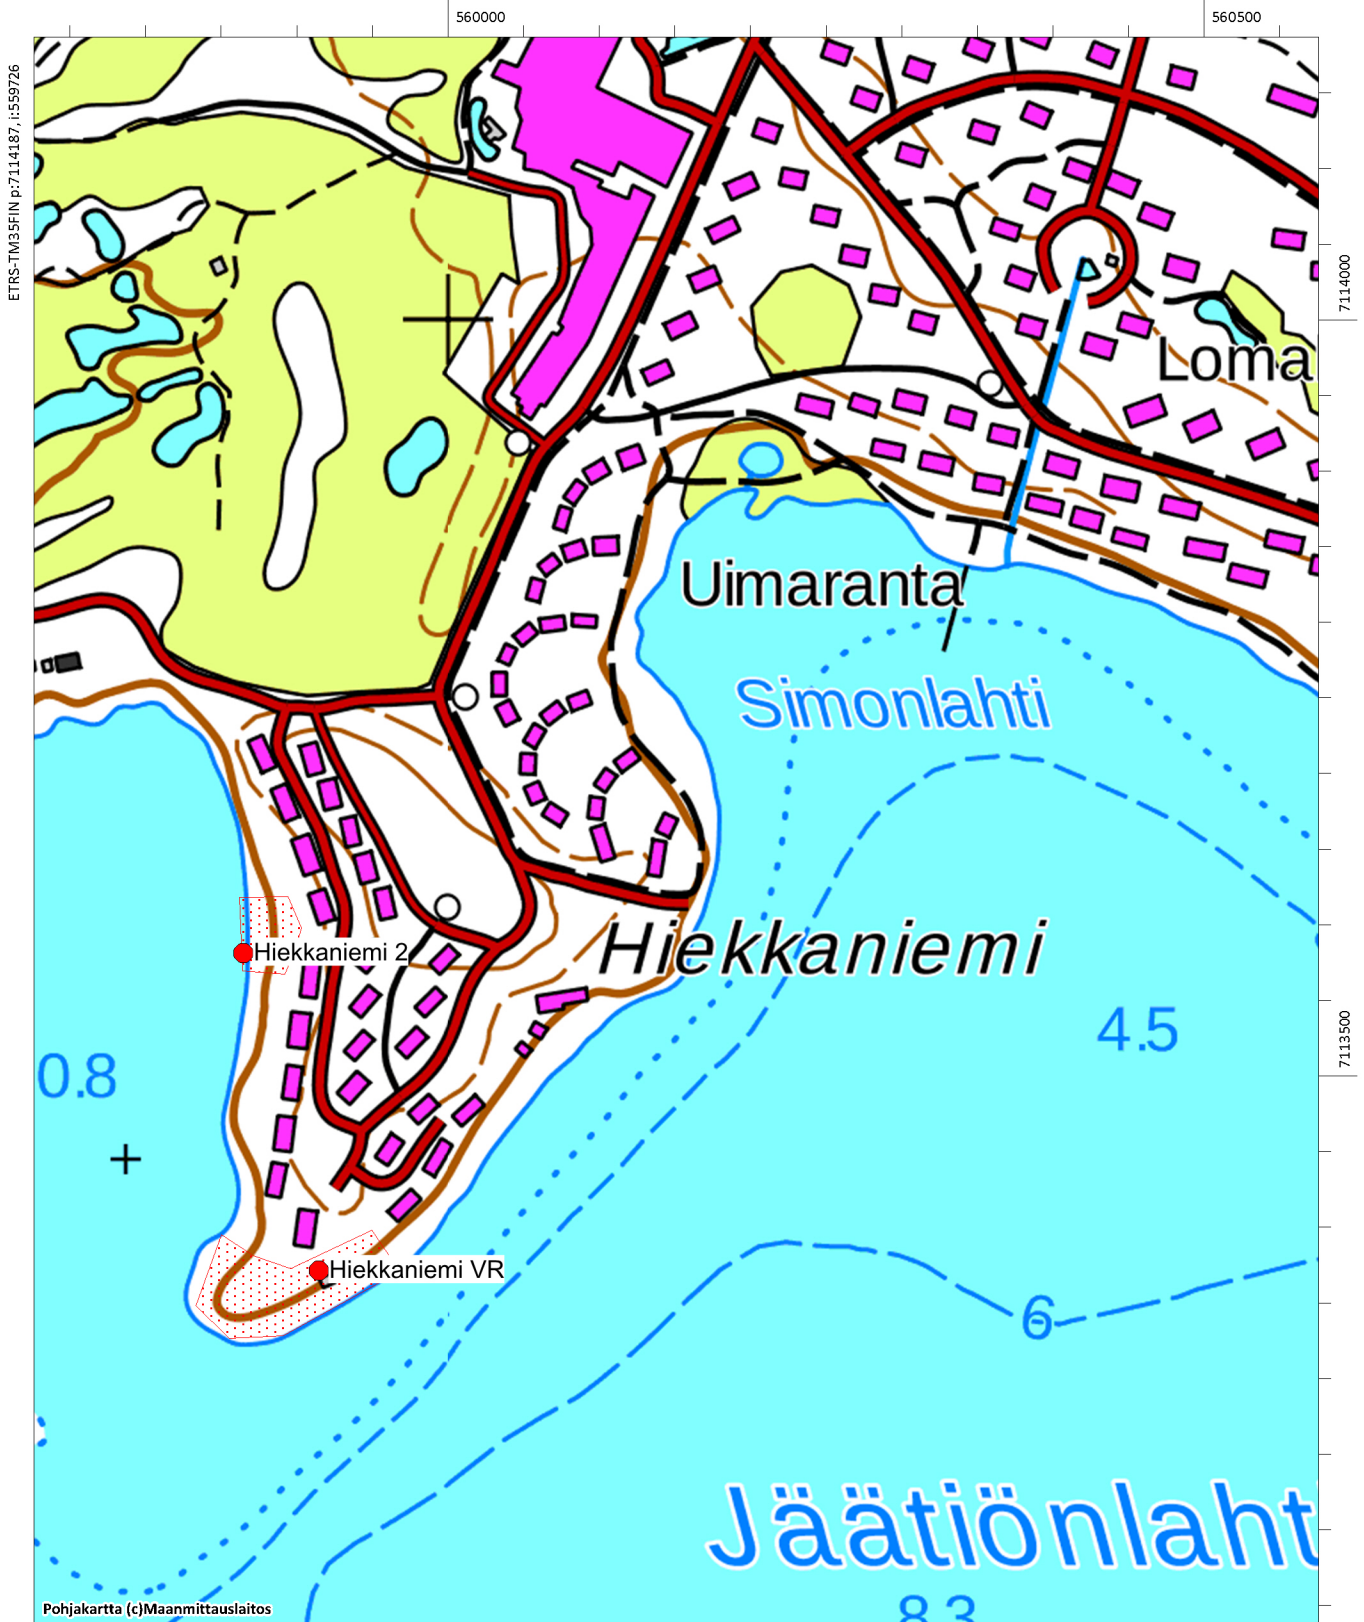 560000
560500
ETRS-TM35FIN p:7114187, i:559726
7114000
Loma
Uimaranta
Simonlahti
Hiekkaniemi
Hiekkaniemi 2
4.5
7113500
0.8
Hiekkaniemi VR
6
Jäätiönlaht
83
Pohjakartta (c)Maanmittauslaitos